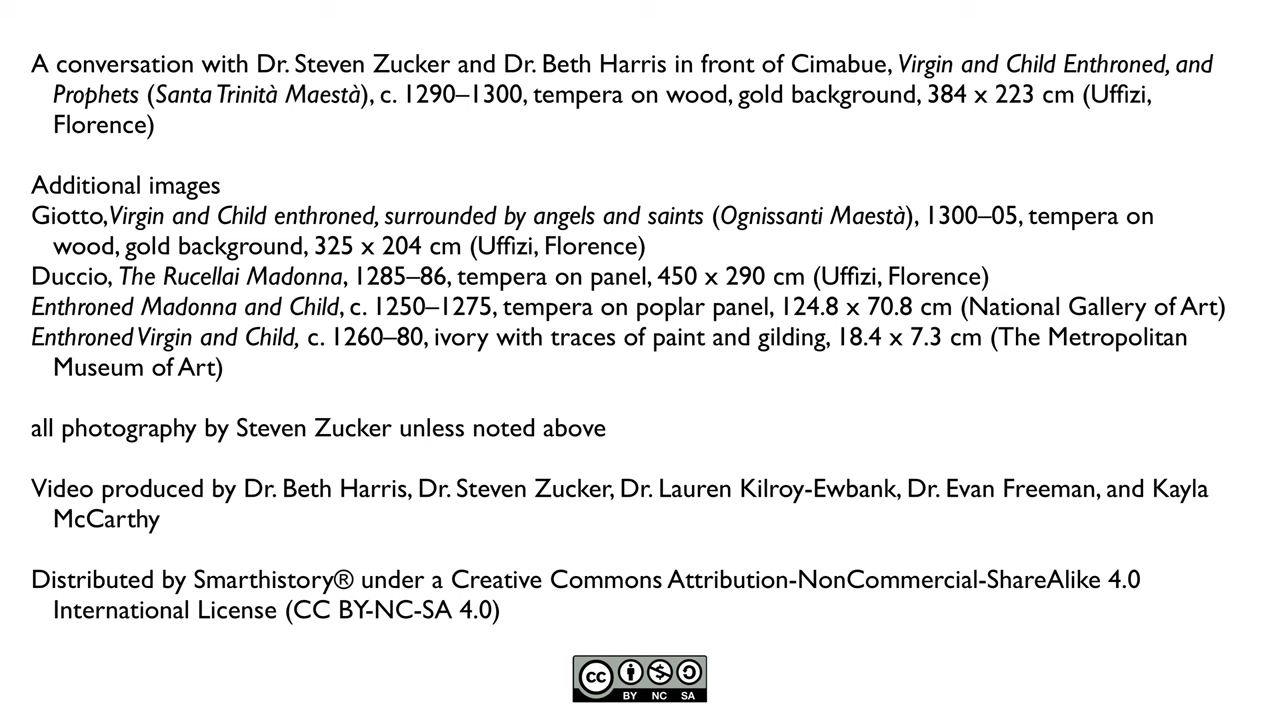 A conversation with Dr. Steven Zucker and Dr. Beth Harris in front of Cimabue, Virgin and Child Enthroned, and
Prophets (Santa Trinità Maestà), c. 1290–1300, tempera on wood, gold background, 384 x 223 cm (Uffizi,
Florence)
Additional images
Giotto, Virgin and Child enthroned, surrounded by angels and saints (Ognissanti Maestà), 1300–05, tempera on
wood, gold background, 325 x 204 cm (Uffizi, Florence)
Duccio, The Rucellai Madonna, 1285–86, tempera on panel, 450 x 290 cm (Uffizi, Florence)
Enthroned Madonna and Child, c. 1250–1275, tempera on poplar panel, 124.8 x 70.8 cm (National Gallery of Art)
Enthroned Virgin and Child, c. 1260–80, ivory with traces of paint and gilding, 18.4 x 7.3 cm (The Metropolitan
Museum of Art)
all photography by Steven Zucker unless noted above
Video produced by Dr. Beth Harris, Dr. Steven Zucker, Dr. Lauren Kilroy-Ewbank, Dr. Evan Freeman, and Kayla
McCarthy
Distributed by Smarthistory® under a Creative Commons Attribution-NonCommercial-ShareAlike 4.0
International License (CC BY-NC-SA 4.0)
cc
BY NC SA